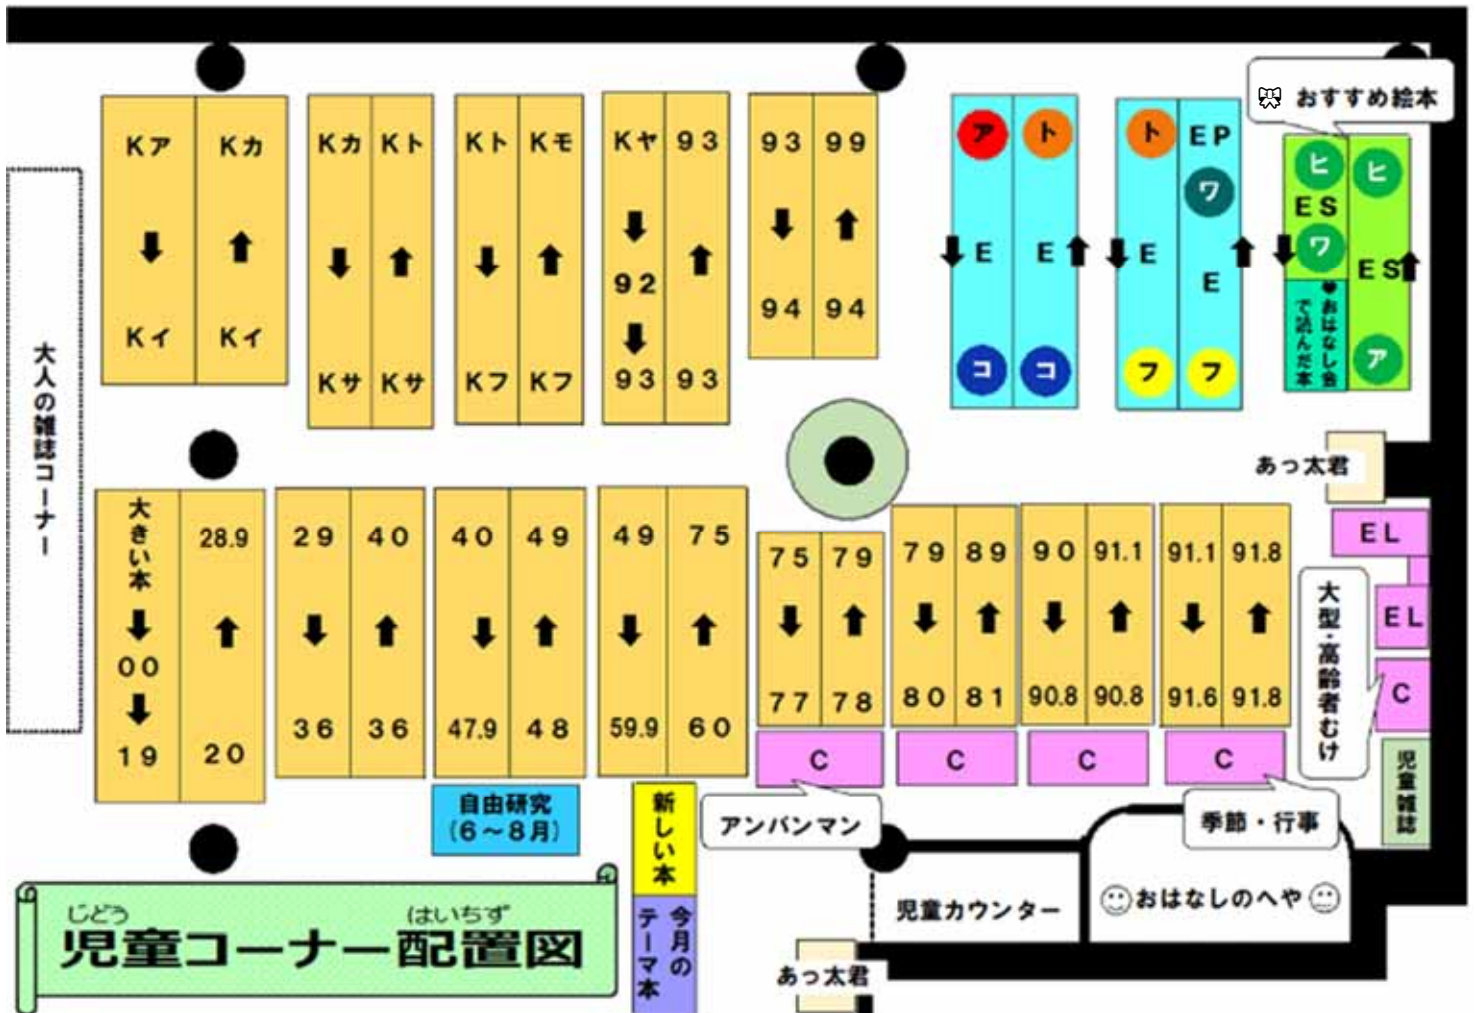 おすすめ絵本
Kア Kカ
Kイ Kイ
Kカ Kト
Kサ Kサ
Kト Kモ
Kフ Kフ
Kヤ 93
92
93 93
93 99
94 94
ア ト
E E
コ コ
ト EP
ワ
E E
フ フ
ヒ ヒ
ES
ワ
ES
♥おはなし会
で読んだ本
ア
大人の雑誌コーナー
あっ太君
大きい本 28.9
00
19 20
29 40
36 36
40 49
47.9 48
49 75
59.9 60
75 79
77 78
79 89
80 81
90 91.1
90.8 90.8
91.1 91.8
91.6 91.8
EL
EL
C
大型・高齢者むけ
児童雑誌
C C C C
アンパンマン
季節・行事
自由研究
(6～8月)
新しい本
今月の
テーマ本
児童カウンター
おはなしのへや
あっ太君
じどう はいちず
児童コーナー配置図